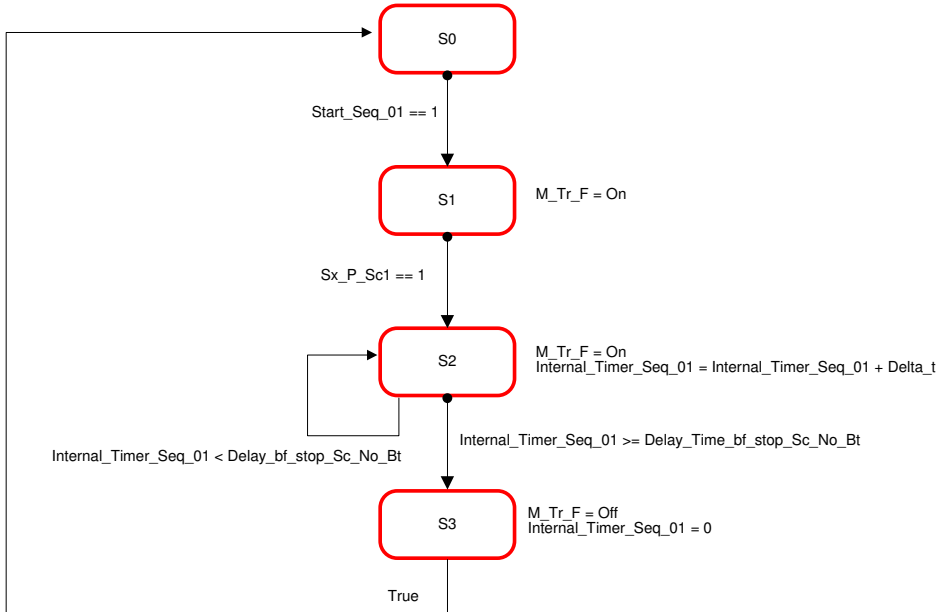 S0
Start_Seq_01 == 1
S1
M_Tr_F = On
Sx_P_Sc1 == 1
S2
M_Tr_F = On
Internal_Timer_Seq_01 = Internal_Timer_Seq_01 + Delta_t
Internal_Timer_Seq_01 >= Delay_Time_bf_stop_Sc_No_Bt
Internal_Timer_Seq_01 < Delay_bf_stop_Sc_No_Bt
S3
M_Tr_F = Off
Internal_Timer_Seq_01 = 0
True